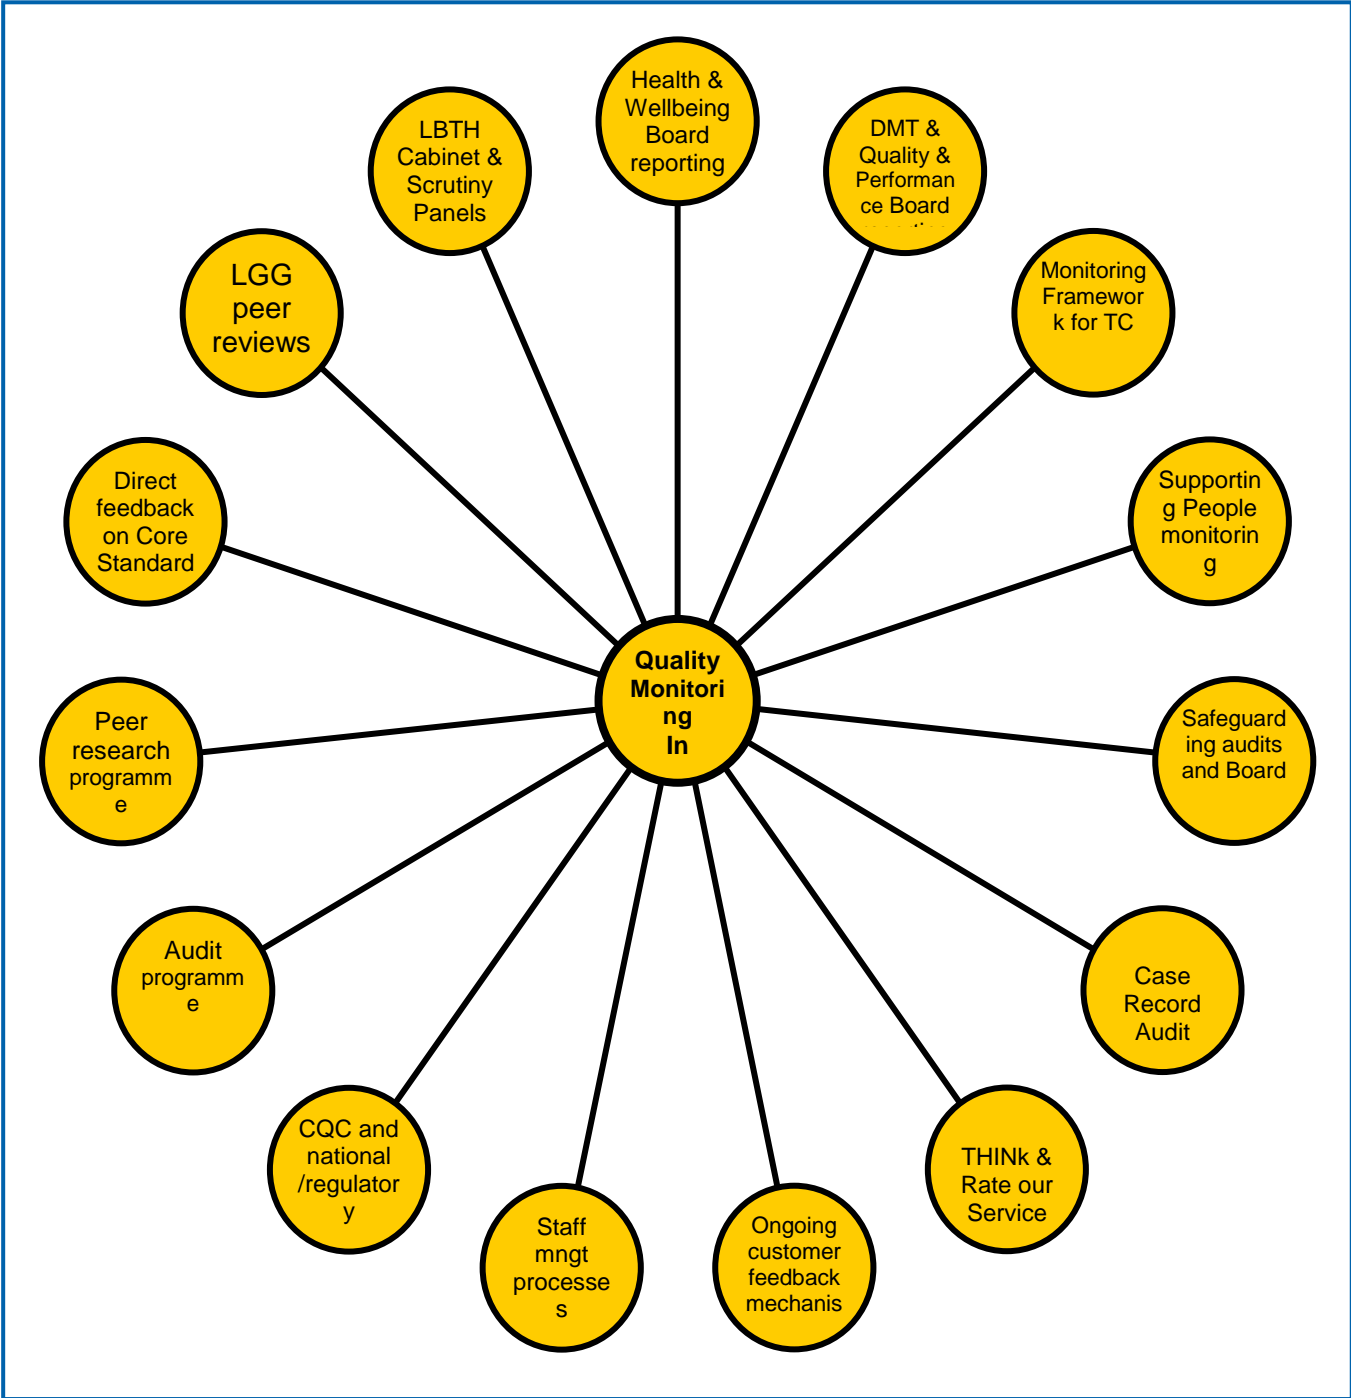 Health &
Wellbeing
Board
reporting
DMT &
Quality &
Performan
ce Board
Monitoring
Framewor
k for TC
Supportin
g People
monitorin
g
Safeguard
ing audits
and Board
Case
Record
Audit
THINk &
Rate our
Service
Ongoing
customer
feedback
mechanis
Staff
mngt
processe
s
CQC and
national
/regulator
y
Audit
programm
e
Peer
research
programm
e
Direct
feedback
on Core
Standard
LGG
peer
reviews
LBTH
Cabinet &
Scrutiny
Panels
Quality
Monitori
ng
In